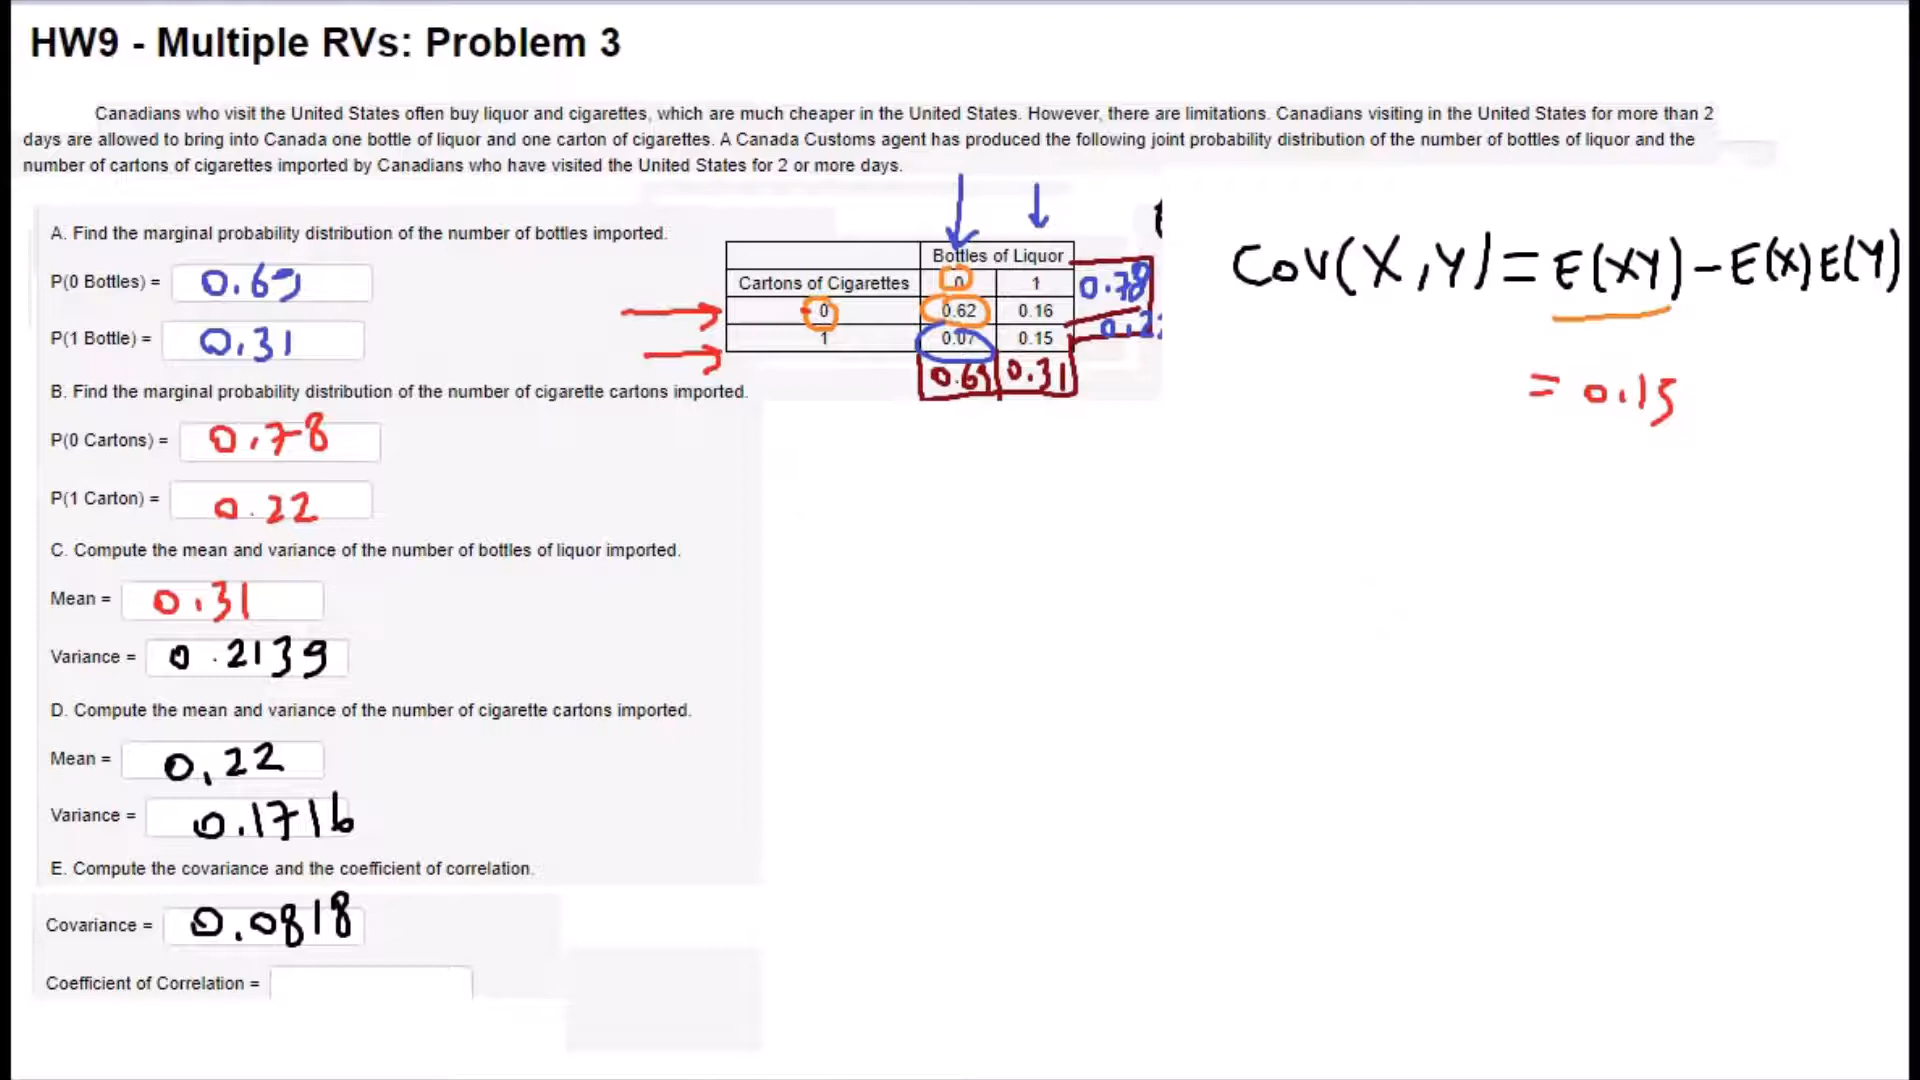 HW9 - Multiple RVs: Problem 3
Canadians who visit the United States often buy liquor and cigarettes, which are much cheaper in the United States. However, there are limitations. Canadians visiting in the United States for more than 2
days are allowed to bring into Canada one bottle of liquor and one carton of cigarettes. A Canada Customs agent has produced the following joint probability distribution of the number of bottles of liquor and the
number of cartons of cigarettes imported by Canadians who have visited the United States for 2 or more days.
A. Find the marginal probability distribution of the number of bottles imported.
P(0 Bottles) = 0.69
P(1 Bottle) = 0.31
B. Find the marginal probability distribution of the number of cigarette cartons imported.
P(0 Cartons) = 0.78
P(1 Carton) = 0.22
C. Compute the mean and variance of the number of bottles of liquor imported.
Mean = 0.31
Variance = 0.2139
D. Compute the mean and variance of the number of cigarette cartons imported.
Mean = 0.22
Variance = 0.1716
E. Compute the covariance and the coefficient of correlation.
Covariance = 0.0818
Coefficient of Correlation =
Bottles of Liquor
Cartons of Cigarettes 0 1 0.78
0 0.62 0.16
1 0.07 0.15
0.69 0.31
Cov(X,Y) = E(XY) - E(X)E(Y)
= 0.15